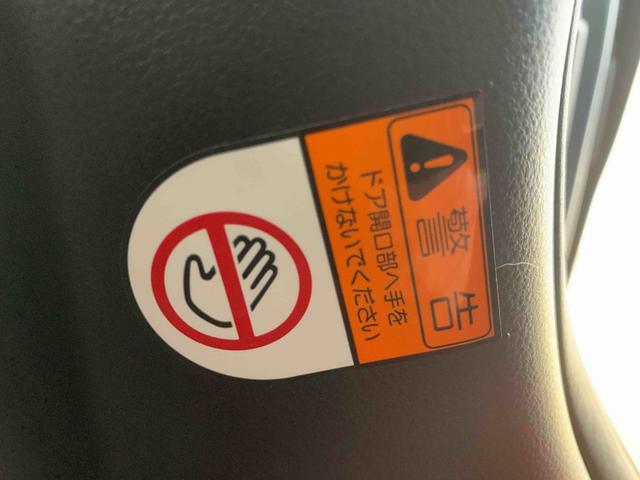 警告
ドア開口部へ手を
かけないでください